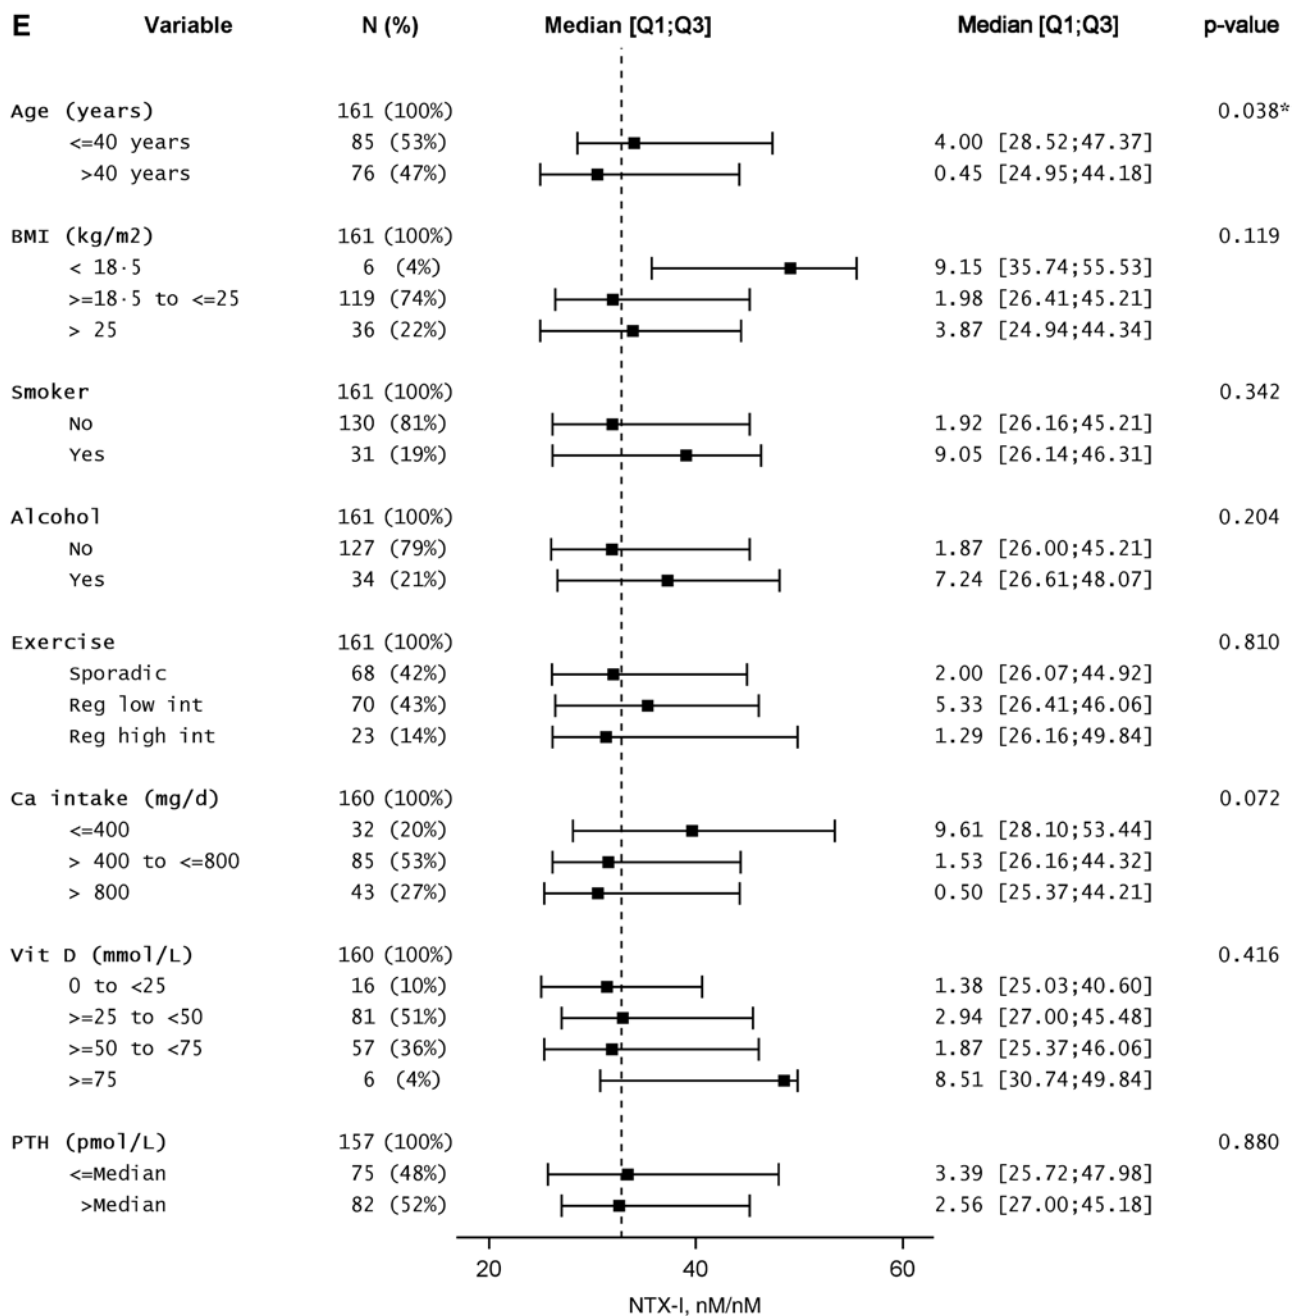 E Variable N (%) Median [Q1;Q3] Median [Q1;Q3] p-value
Age (years) 161 (100%) 0.038*
<=40 years 85 (53%) 4.00 [28.52;47.37]
>40 years 76 (47%) 0.45 [24.95;44.18]
BMI (kg/m2) 161 (100%) 0.119
< 18·5 6 (4%) 9.15 [35.74;55.53]
>=18·5 to <=25 119 (74%) 1.98 [26.41;45.21]
> 25 36 (22%) 3.87 [24.94;44.34]
Smoker 161 (100%) 0.342
No 130 (81%) 1.92 [26.16;45.21]
Yes 31 (19%) 9.05 [26.14;46.31]
Alcohol 161 (100%) 0.204
No 127 (79%) 1.87 [26.00;45.21]
Yes 34 (21%) 7.24 [26.61;48.07]
Exercise 161 (100%) 0.810
Sporadic 68 (42%) 2.00 [26.07;44.92]
Reg low int 70 (43%) 5.33 [26.41;46.06]
Reg high int 23 (14%) 1.29 [26.16;49.84]
Ca intake (mg/d) 160 (100%) 0.072
<=400 32 (20%) 9.61 [28.10;53.44]
> 400 to <=800 85 (53%) 1.53 [26.16;44.32]
> 800 43 (27%) 0.50 [25.37;44.21]
Vit D (mmol/L) 160 (100%) 0.416
0 to <25 16 (10%) 1.38 [25.03;40.60]
>=25 to <50 81 (51%) 2.94 [27.00;45.48]
>=50 to <75 57 (36%) 1.87 [25.37;46.06]
>=75 6 (4%) 8.51 [30.74;49.84]
PTH (pmol/L) 157 (100%) 0.880
<=Median 75 (48%) 3.39 [25.72;47.98]
>Median 82 (52%) 2.56 [27.00;45.18]
20 40 60
NTX-I, nM/nM